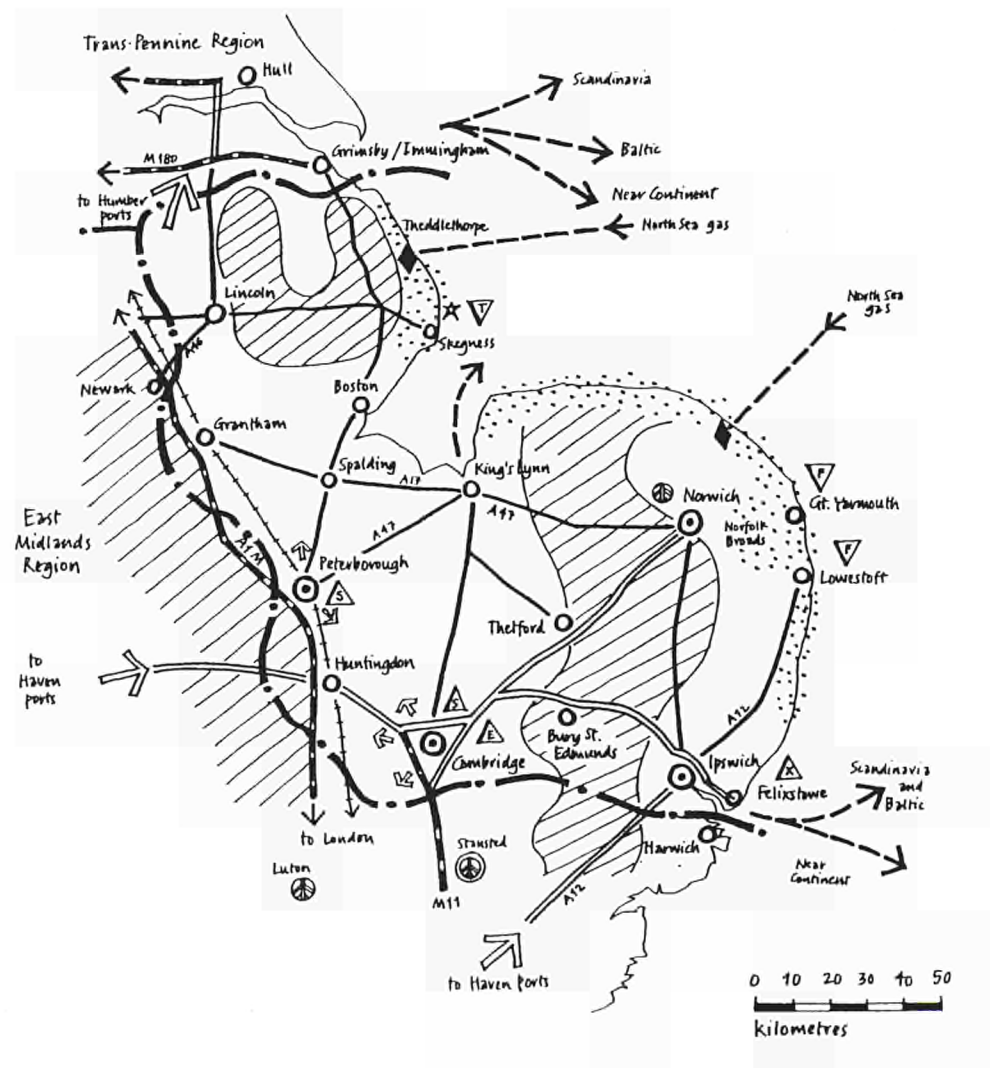 Trans-Pennine Region
Hull
Scandinavia
Baltic
Near Continent
North Sea gas
Grimsby / Immingham
M180
to Humber
ports
Theddlethorpe
North Sea
gas
Lincoln
T
Skegness
A46
Newark
Boston
Grantham
Spalding
A17
King's Lynn
A47
A47
Norwich
Norfolk
Broads
F
Gt. Yarmouth
F
Lowestoft
East
Midlands
Region
A1M
Peterborough
S
Thetford
to
Haven
ports
Huntingdon
S
E
Cambridge
Bury St.
Edmunds
A12
Ipswich
X
Felixstowe
Scandinavia
and
Baltic
Harwich
Near
Continent
to London
Luton
Stansted
M11
A12
to Haven Ports
0 10 20 30 40 50
kilometres